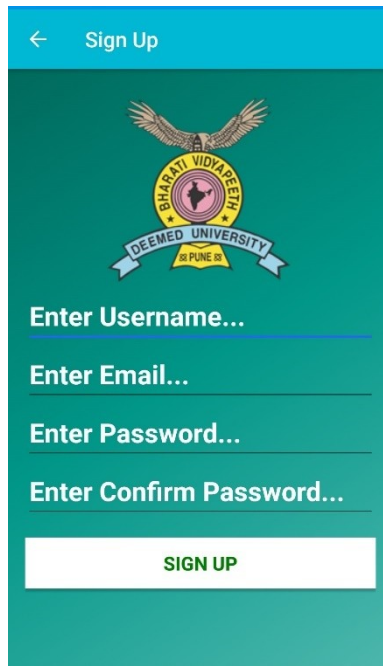 Sign Up
BHARATI VIDYAPEETH
DEEMED UNIVERSITY
PUNE
Enter Username...
Enter Email...
Enter Password...
Enter Confirm Password...
SIGN UP